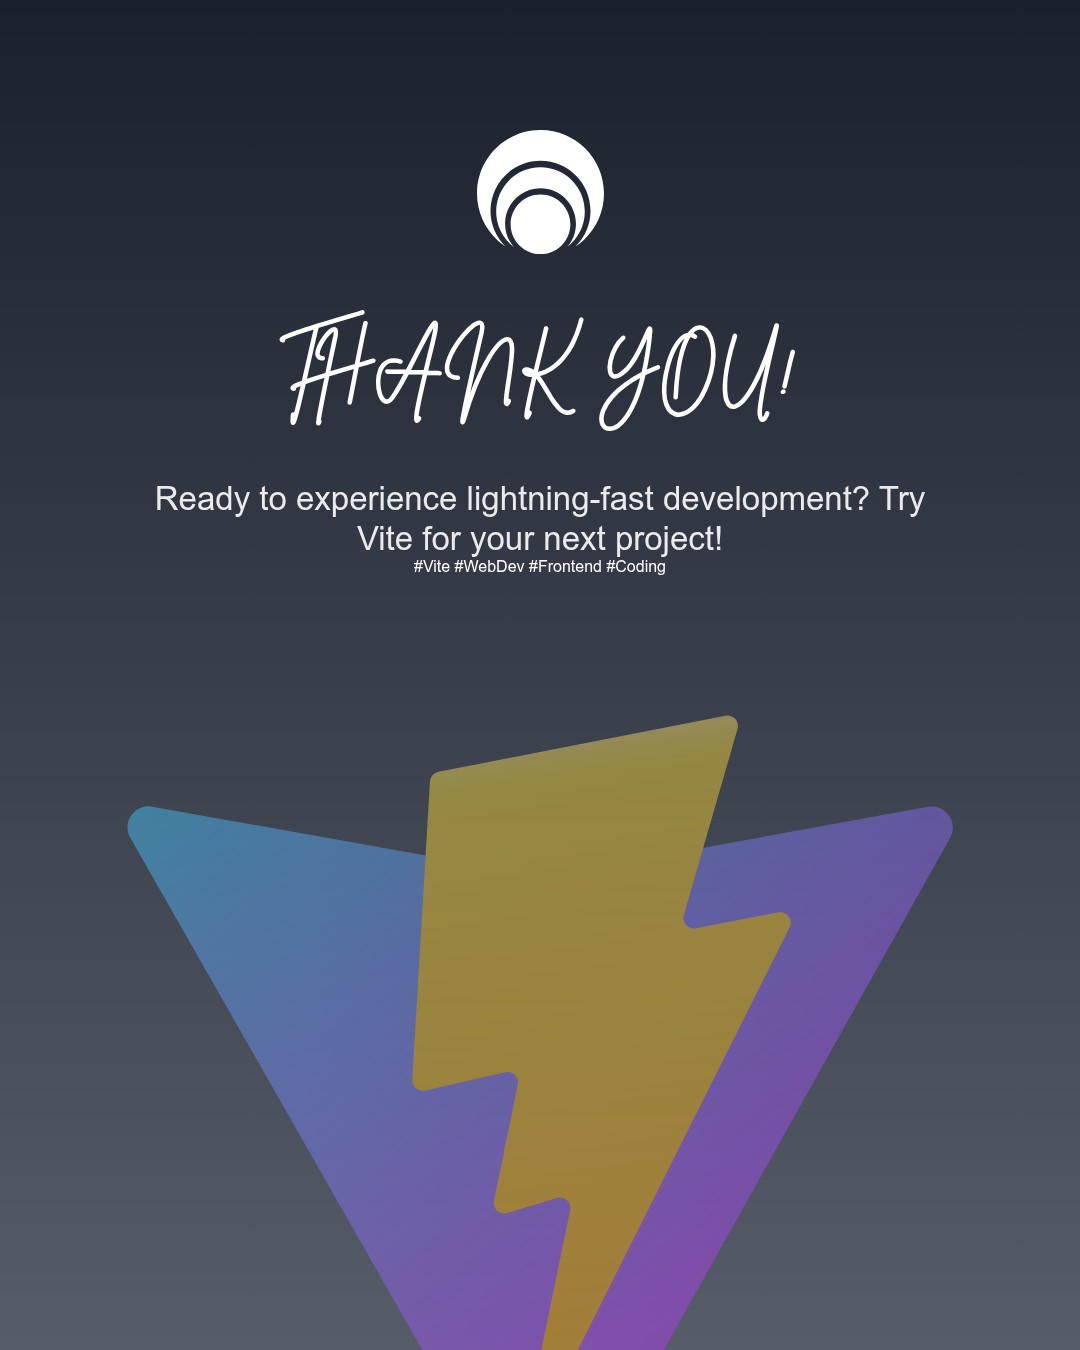 THANK YOU!
Ready to experience lightning-fast development? Try
Vite for your next project!
#Vite #WebDev #Frontend #Coding